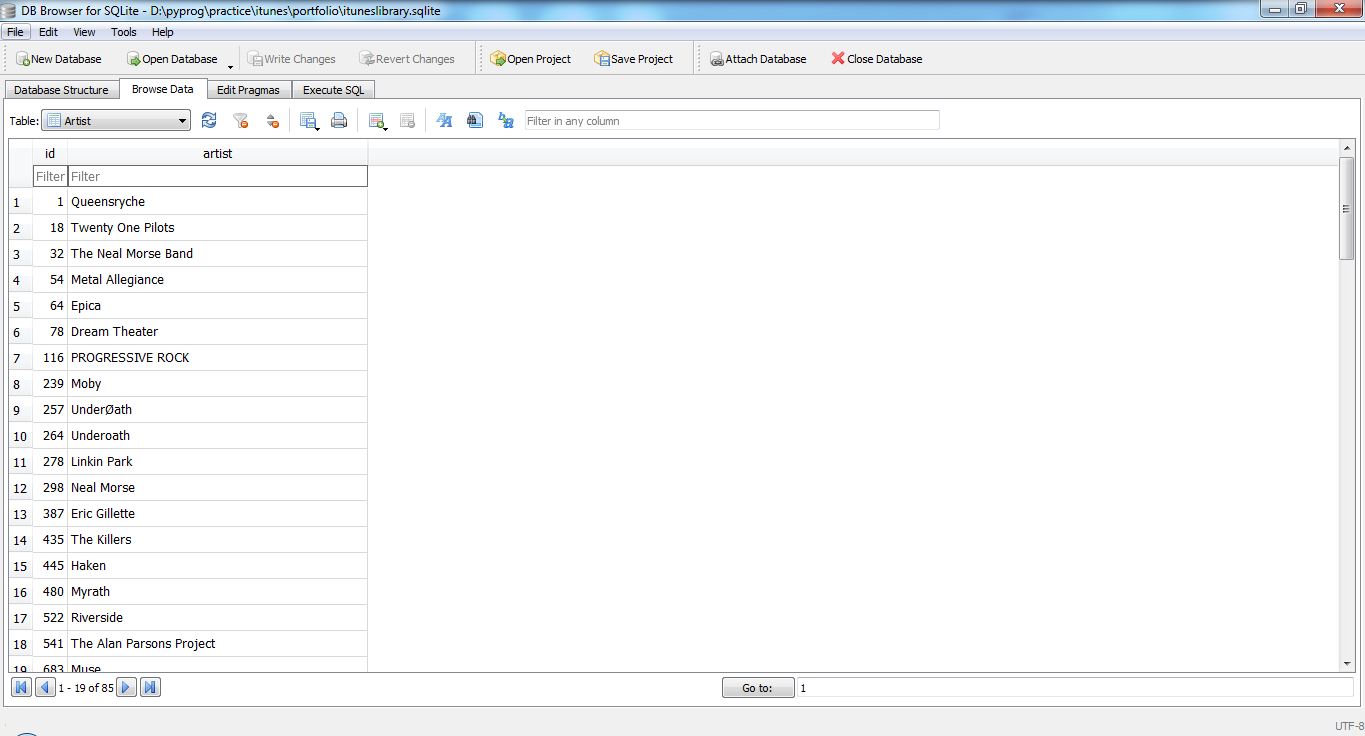 DB Browser for SQLite - D:\pyprog\practice\itunes\portfolio\ituneslibrary.sqlite
File Edit View Tools Help
New Database Open Database Write Changes Revert Changes Open Project Save Project Attach Database Close Database
Database Structure Browse Data Edit Pragmas Execute SQL
Table: Artist Filter in any column
id artist
Filter Filter
1 1 Queensryche
2 18 Twenty One Pilots
3 32 The Neal Morse Band
4 54 Metal Allegiance
5 64 Epica
6 78 Dream Theater
7 116 PROGRESSIVE ROCK
8 239 Moby
9 257 UnderØath
10 264 Underoath
11 278 Linkin Park
12 298 Neal Morse
13 387 Eric Gillette
14 435 The Killers
15 445 Haken
16 480 Myrath
17 522 Riverside
18 541 The Alan Parsons Project
19 683 Muse
1 - 19 of 85 Go to: 1
UTF-8